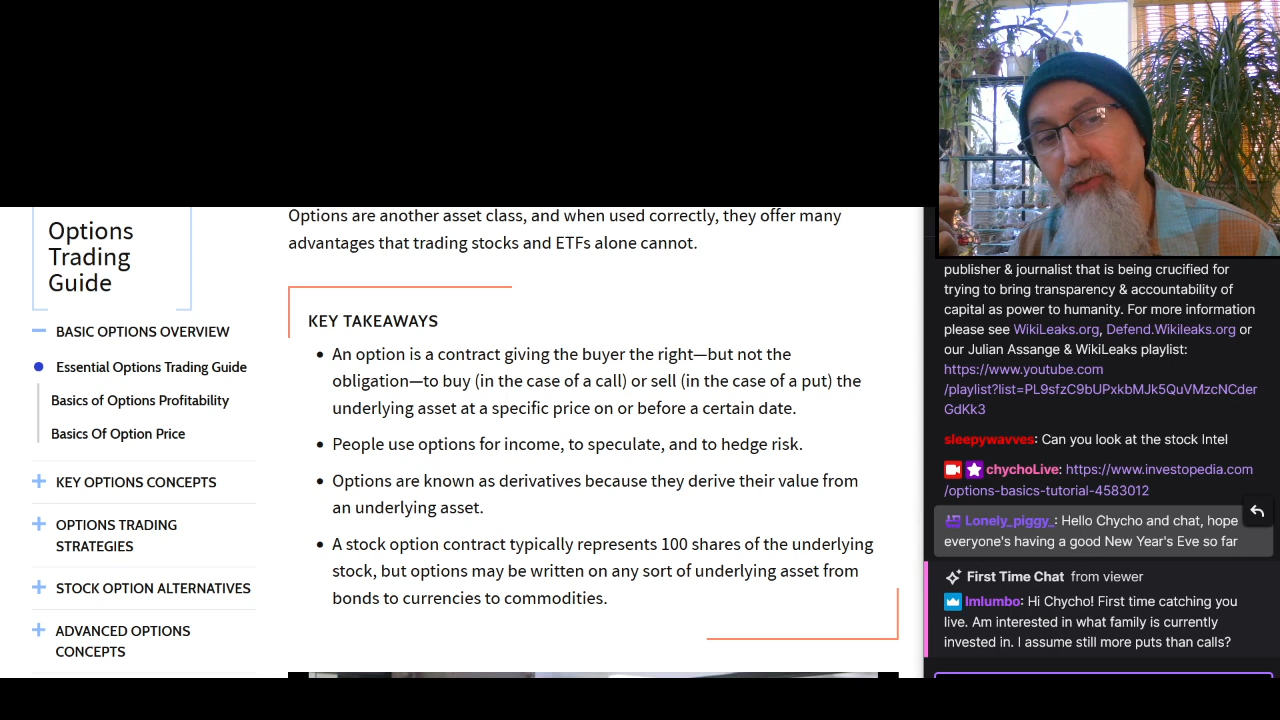 Options are another asset class, and when used correctly, they offer many
advantages that trading stocks and ETFs alone cannot.
Options
Trading
Guide
BASIC OPTIONS OVERVIEW
Essential Options Trading Guide
Basics of Options Profitability
Basics Of Option Price
KEY OPTIONS CONCEPTS
OPTIONS TRADING
STRATEGIES
STOCK OPTION ALTERNATIVES
ADVANCED OPTIONS
CONCEPTS
KEY TAKEAWAYS
An option is a contract giving the buyer the right—but not the
obligation—to buy (in the case of a call) or sell (in the case of a put) the
underlying asset at a specific price on or before a certain date.
People use options for income, to speculate, and to hedge risk.
Options are known as derivatives because they derive their value from
an underlying asset.
A stock option contract typically represents 100 shares of the underlying
stock, but options may be written on any sort of underlying asset from
bonds to currencies to commodities.
publisher & journalist that is being crucified for
trying to bring transparency & accountability of
capital as power to humanity. For more information
please see WikiLeaks.org, Defend.Wikileaks.org or
our Julian Assange & WikiLeaks playlist:
https://www.youtube.com
/playlist?list=PL9sfzC9bUPxkbMJk5QuVMzcNCder
GdKk3
sleepywavves: Can you look at the stock Intel
chychoLive: https://www.investopedia.com
/options-basics-tutorial-4583012
Lonely_piggy_: Hello Chycho and chat, hope
everyone's having a good New Year's Eve so far
First Time Chat from viewer
lmlumbo: Hi Chycho! First time catching you
live. Am interested in what family is currently
invested in. I assume still more puts than calls?